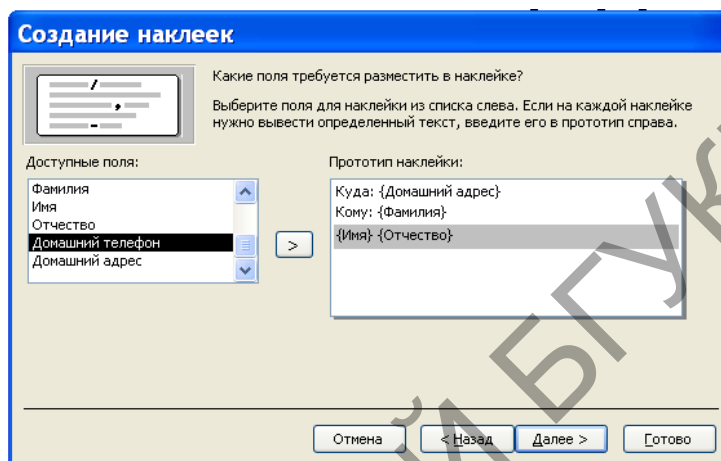 Создание наклеек
Какие поля требуется разместить в наклейке?
Выберите поля для наклейки из списка слева. Если на каждой наклейке
нужно вывести определенный текст, введите его в прототип справа.
Доступные поля:
Фамилия
Имя
Отчество
Домашний телефон
Домашний адрес
>
Прототип наклейки:
Куда: {Домашний адрес}
Кому: {Фамилия}
{Имя} {Отчество}
Отмена
< Назад
Далее >
Готово
Й БГУК